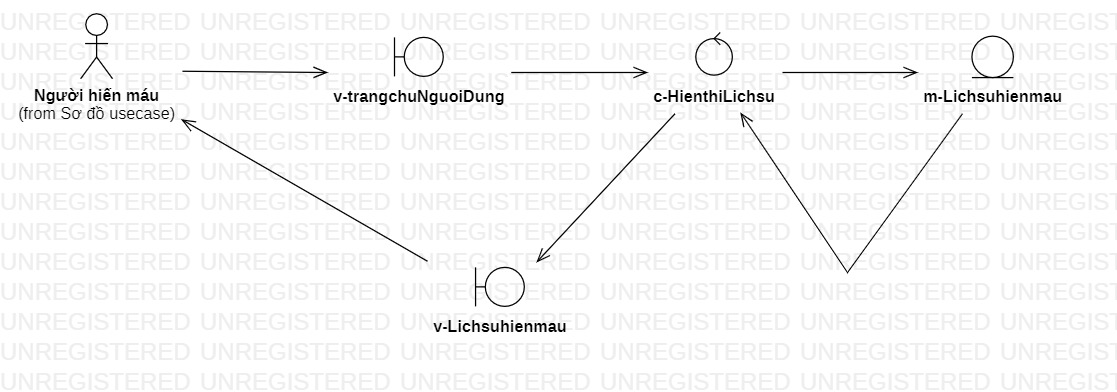 Người hiến máu
(from Sơ đồ usecase)
v-trangchuNguoiDung
c-HienthiLichsu
m-Lichsuhienmau
v-Lichsuhienmau
UNREGISTERED UNREGISTERED UNREGISTERED UNREGISTERED UNREGISTERED UNREGISTERED